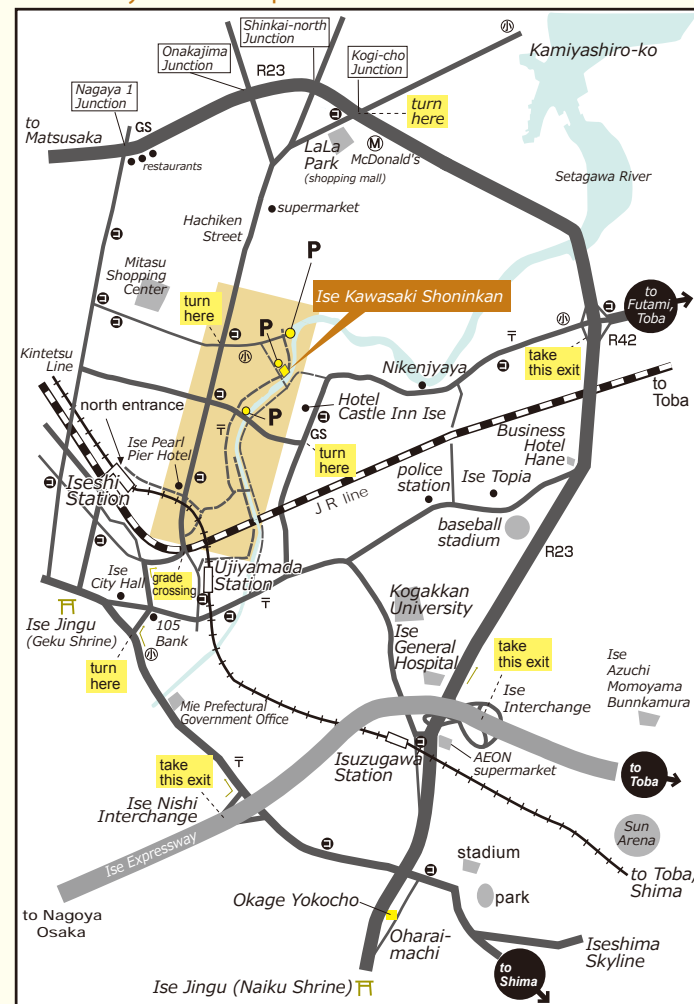 Shinkai-north
Junction
Onakajima
Junction
R23
Kogi-cho
Junction
小
Kamiyashiro-ko
Nagaya 1
Junction
turn
here
to
Matsusaka
GS
restaurants
LaLa
Park
(shopping mall)
M
McDonald's
Setagawa River
supermarket
Hachiken
Street
P
Mitasu
Shopping
Center
Ise Kawasaki Shoninkan
turn
here
to
Futami,
Toba
小
P
小
〒
R42
take
this exit
Kintetsu
Line
Nikenjyaya
to
Toba
north entrance
P
Hotel
Castle Inn Ise
〒
GS
turn
here
Ise Pearl
Pier Hotel
Business
Hotel
Hane
Iseshi
Station
police
station
Ise Topia
JR line
baseball
stadium
R23
Ise
City Hall
grade
crossing
Ujiyamada
Station
〒
Kogakkan
University
Ise Jingu
(Geku Shrine)
105
Bank
小
Ise
General
Hospital
take
this exit
turn
here
Ise
Interchange
Ise
Azuchi
Momoyama
Bunnkamura
Mie Prefectural
Government Office
〒
Isuzugawa
Station
AEON
supermarket
to
Toba
take
this exit
Ise Nishi
Interchange
Sun
Arena
Ise Expressway
stadium
to Toba,
Shima
park
to Nagoya
Osaka
Okage Yokocho
Oharai-
machi
Iseshima
Skyline
to
Shima
Ise Jingu (Naiku Shrine)